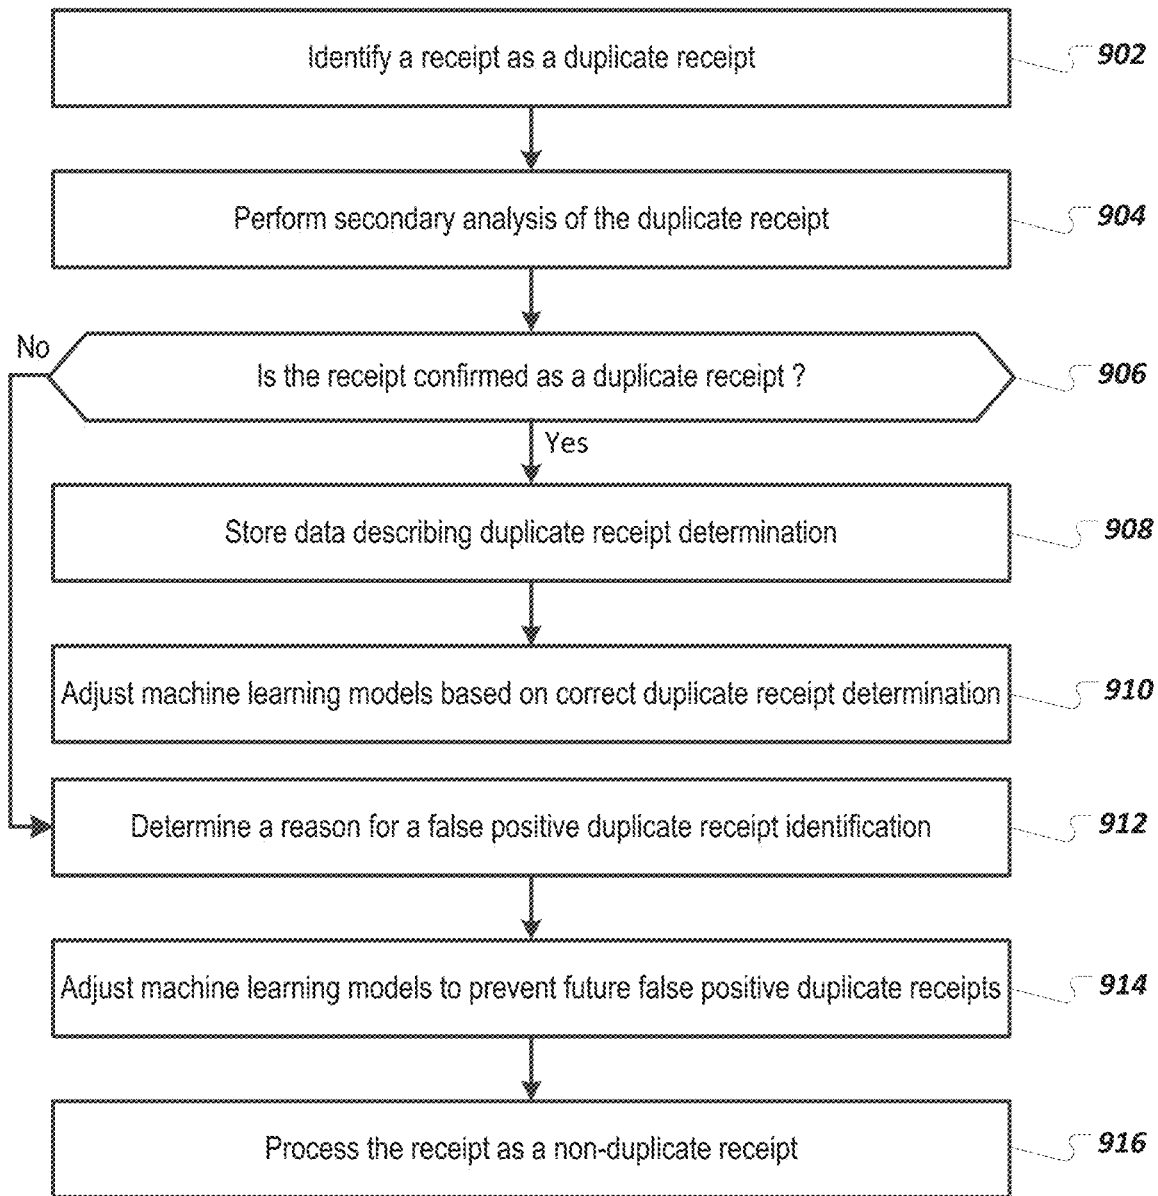 Identify a receipt as a duplicate receipt
902
Perform secondary analysis of the duplicate receipt
904
No
Is the receipt confirmed as a duplicate receipt ?
906
Yes
Store data describing duplicate receipt determination
908
Adjust machine learning models based on correct duplicate receipt determination
910
Determine a reason for a false positive duplicate receipt identification
912
Adjust machine learning models to prevent future false positive duplicate receipts
914
Process the receipt as a non-duplicate receipt
916